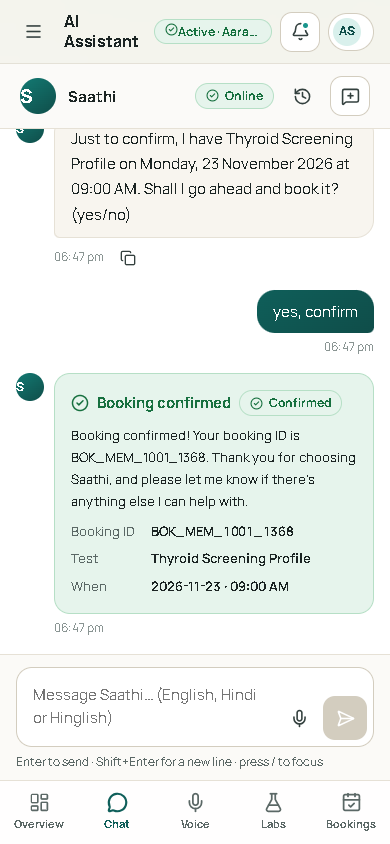 AI
Assistant
Active · Aara…
AS
S
Saathi
Online
S
Just to confirm, I have Thyroid Screening
Profile on Monday, 23 November 2026 at
09:00 AM. Shall I go ahead and book it?
(yes/no)
06:47 pm
yes, confirm
06:47 pm
S
Booking confirmed
Confirmed
Booking confirmed! Your booking ID is
BOK_MEM_1001_1368. Thank you for choosing
Saathi, and please let me know if there's
anything else I can help with.
Booking ID BOK_MEM_1001_1368
Test Thyroid Screening Profile
When 2026-11-23 · 09:00 AM
06:47 pm
Message Saathi… (English, Hindi
or Hinglish)
Enter to send · Shift+Enter for a new line · press / to focus
Overview Chat Voice Labs Bookings